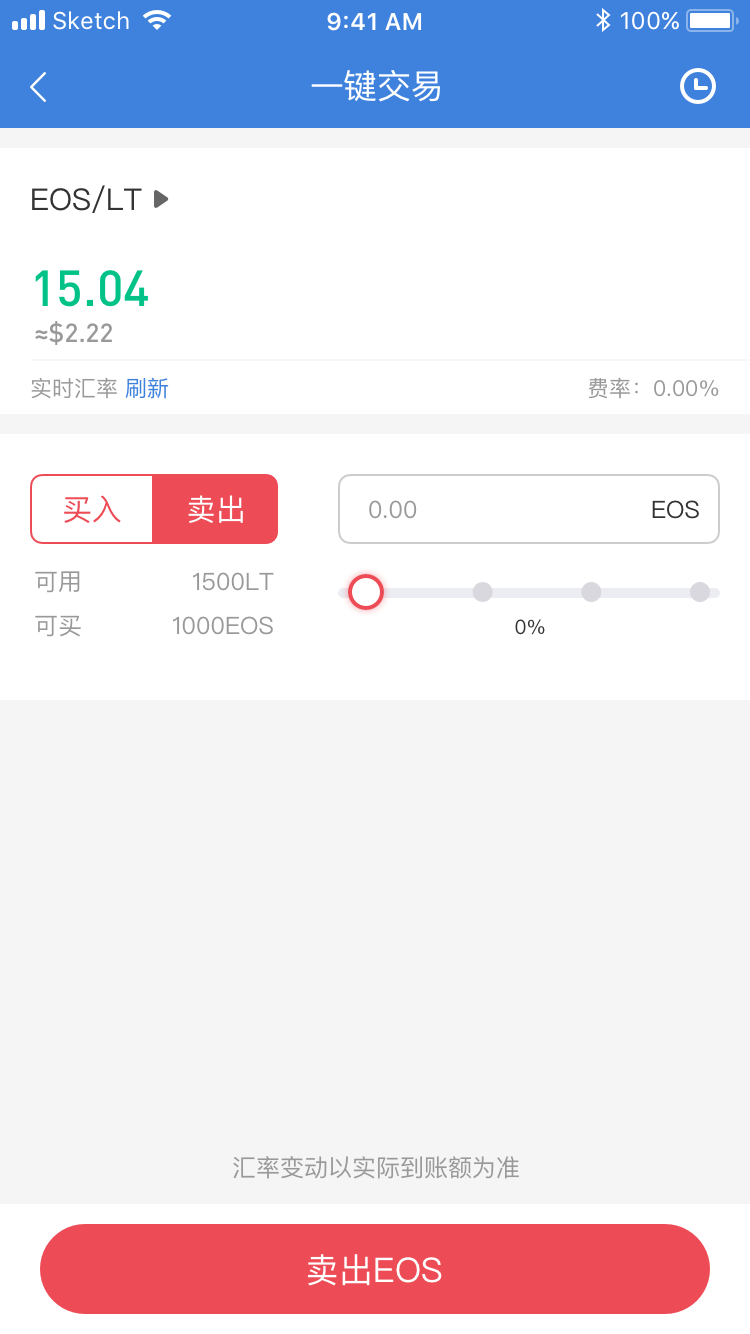 Sketch 9:41 AM 100%
一键交易
EOS/LT
15.04
≈$2.22
实时汇率 刷新 费率：0.00%
买入 卖出 0.00 EOS
可用 1500LT
可买 1000EOS
0%
汇率变动以实际到账额为准
卖出EOS